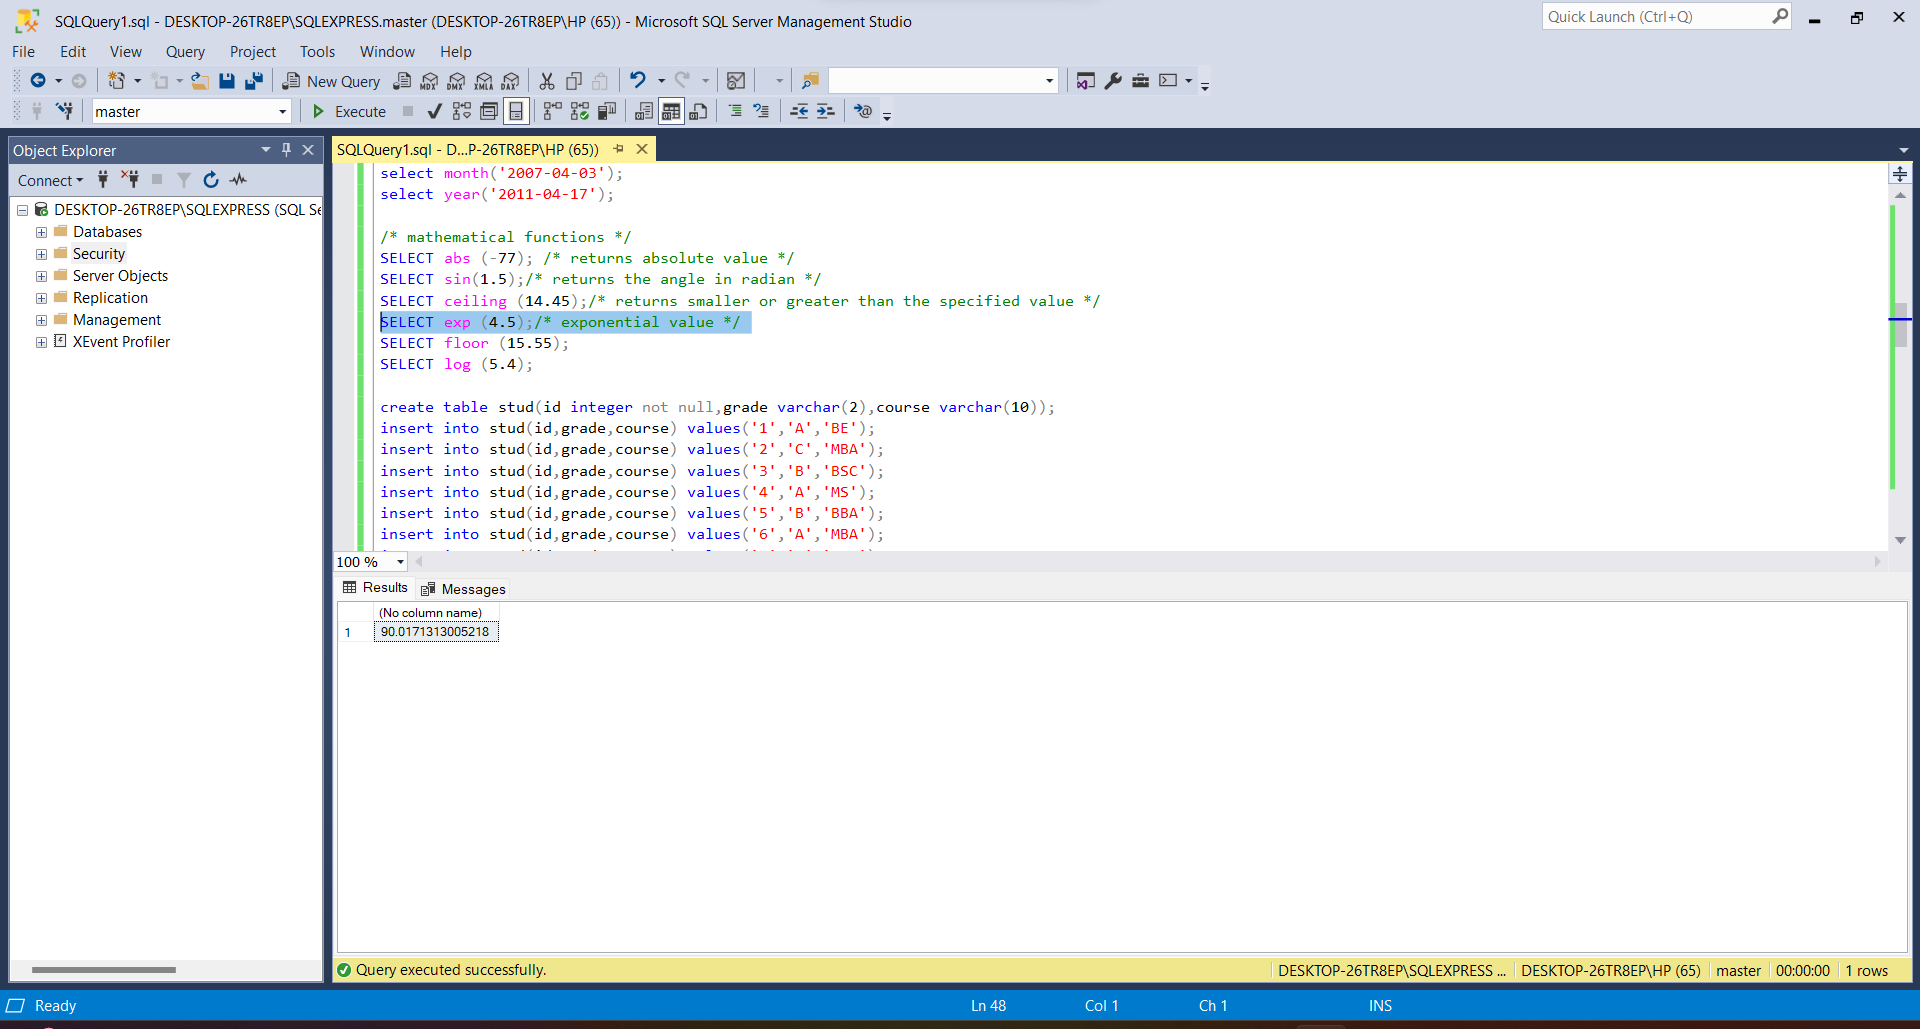 SQLQuery1.sql - DESKTOP-26TR8EP\SQLEXPRESS.master (DESKTOP-26TR8EP\HP (65)) - Microsoft SQL Server Management Studio
Quick Launch (Ctrl+Q)
File Edit View Query Project Tools Window Help
New Query MDX DMX XMLA DAX
master Execute
Object Explorer
SQLQuery1.sql - D...P-26TR8EP\HP (65))
Connect
DESKTOP-26TR8EP\SQLEXPRESS (SQL Se
Databases
Security
Server Objects
Replication
Management
XEvent Profiler
select month('2007-04-03');
select year('2011-04-17');
/* mathematical functions */
SELECT abs (-77); /* returns absolute value */
SELECT sin(1.5);/* returns the angle in radian */
SELECT ceiling (14.45);/* returns smaller or greater than the specified value */
SELECT exp (4.5);/* exponential value */
SELECT floor (15.55);
SELECT log (5.4);
create table stud(id integer not null,grade varchar(2),course varchar(10));
insert into stud(id,grade,course) values('1','A','BE');
insert into stud(id,grade,course) values('2','C','MBA');
insert into stud(id,grade,course) values('3','B','BSC');
insert into stud(id,grade,course) values('4','A','MS');
insert into stud(id,grade,course) values('5','B','BBA');
insert into stud(id,grade,course) values('6','A','MBA');
100 %
Results Messages
(No column name)
1 90.0171313005218
Query executed successfully. DESKTOP-26TR8EP\SQLEXPRESS ... DESKTOP-26TR8EP\HP (65) master 00:00:00 1 rows
Ready Ln 48 Col 1 Ch 1 INS